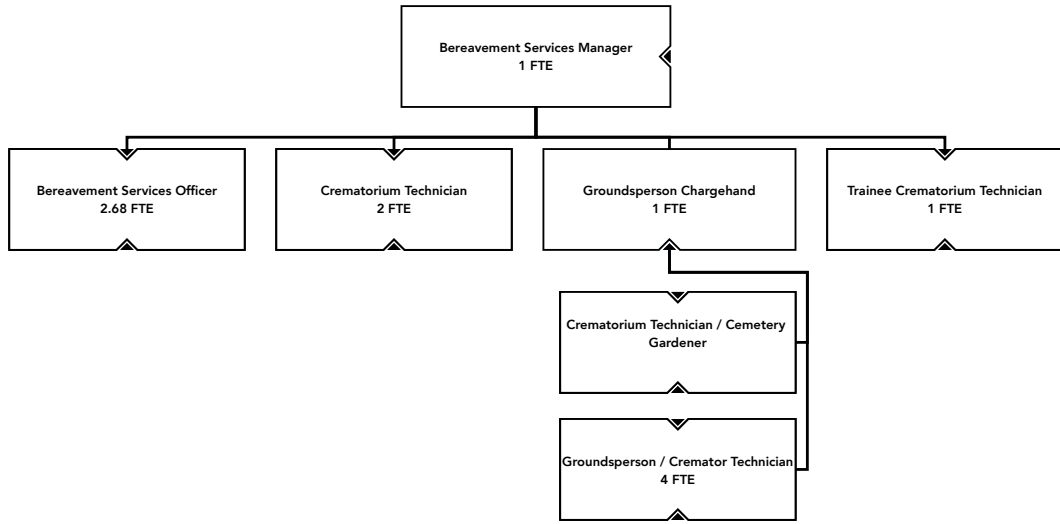 Bereavement Services Manager
1 FTE
Bereavement Services Officer
2.68 FTE
Crematorium Technician
2 FTE
Groundsperson Chargehand
1 FTE
Trainee Crematorium Technician
1 FTE
Crematorium Technician / Cemetery
Gardener
Groundsperson / Cremator Technician
4 FTE